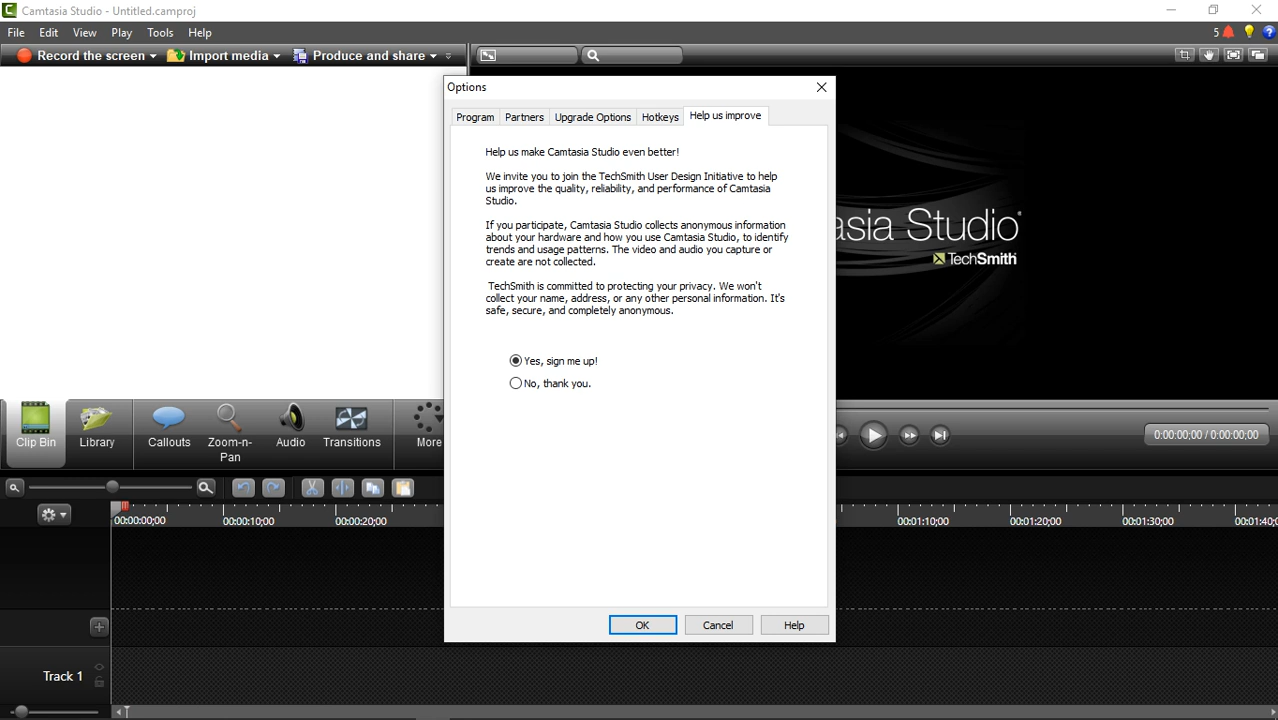 Camtasia Studio - Untitled.camproj
File Edit View Play Tools Help
5
Record the screen Import media Produce and share
Options
Program Partners Upgrade Options Hotkeys Help us improve
Help us make Camtasia Studio even better!
We invite you to join the TechSmith User Design Initiative to help
us improve the quality, reliability, and performance of Camtasia
Studio.
If you participate, Camtasia Studio collects anonymous information
about your hardware and how you use Camtasia Studio, to identify
trends and usage patterns. The video and audio you capture or
create are not collected.
TechSmith is committed to protecting your privacy. We won't
collect your name, address, or any other personal information. It's
safe, secure, and completely anonymous.
Yes, sign me up!
No, thank you.
OK Cancel Help
asia Studio®
TechSmith
Clip Bin Library Callouts Zoom-n-
Pan Audio Transitions More
0:00:00;00 / 0:00:00;00
00:00:00;00 00:00:10;00 00:00:20;00 00:01:10;00 00:01:20;00 00:01:30;00 00:01:40;0
Track 1